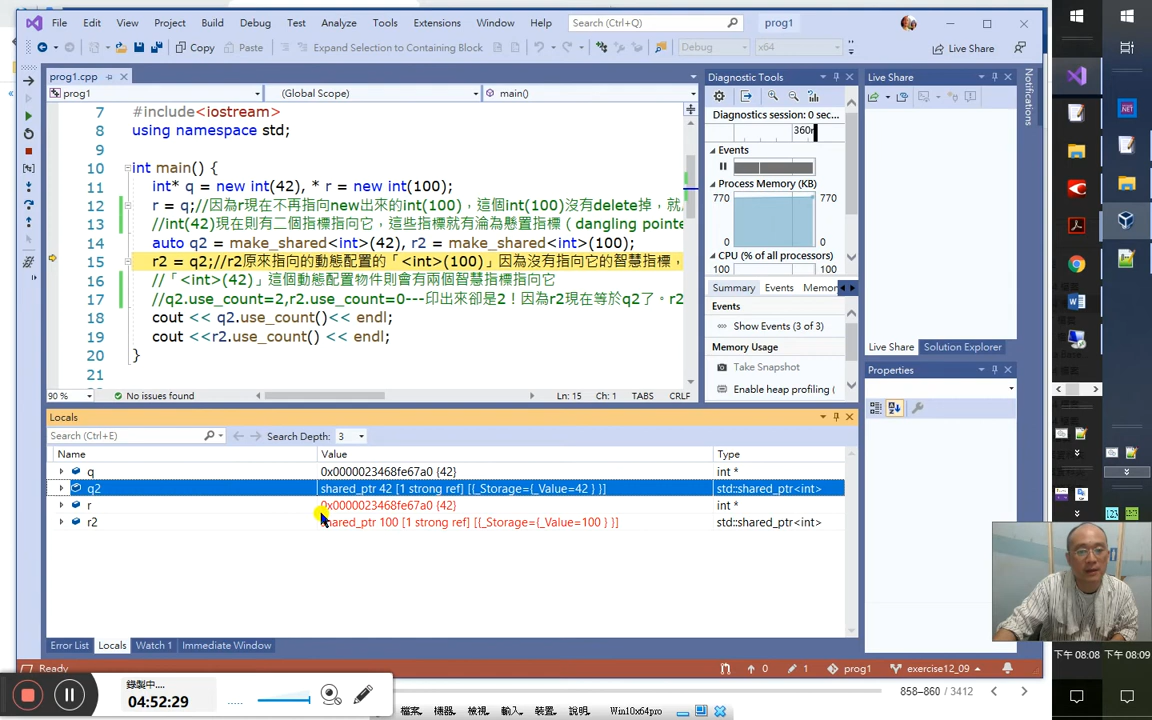 File Edit View Project Build Debug Test Analyze Tools Extensions Window Help Search (Ctrl+Q) prog1
Copy Paste Expand Selection to Containing Block Debug x64 Live Share
prog1.cpp
prog1 (Global Scope) main()
7 #include<iostream>
8 using namespace std;
10 int main() {
11 int* q = new int(42), * r = new int(100);
12 r = q;//因為r現在不再指向new出來的int(100)，這個int(100)沒有delete掉，就
13 //int(42)現在則有二個指標指向它，這些指標就有淪為懸置指標（dangling pointe
14 auto q2 = make_shared<int>(42), r2 = make_shared<int>(100);
15 r2 = q2;//r2原來指向的動態配置的「<int>(100)」因為沒有指向它的智慧指標，
16 //「<int>(42)」這個動態配置物件則會有兩個智慧指標指向它
17 //q2.use_count=2,r2.use_count=0---印出來卻是2！因為r2現在等於q2了。r2
18 cout << q2.use_count()<< endl;
19 cout <<r2.use_count() << endl;
20 }
21
90 % No issues found Ln: 15 Ch: 1 TABS CRLF
Diagnostic Tools
Diagnostics session: 0 sec...
360m
Events
Process Memory (KB)
770 770
0 0
CPU (% of all processors)
100 100
Summary Events Memor
Events
Show Events (3 of 3)
Memory Usage
Take Snapshot
Enable heap profiling (
Live Share
Live Share Solution Explorer
Properties
Notifications
Locals
Search (Ctrl+E) Search Depth: 3
Name Value Type
q 0x0000023468fe67a0 {42} int *
q2 shared_ptr 42 [1 strong ref] [{_Storage={_Value=42 } }] std::shared_ptr<int>
r 0x0000023468fe67a0 {42} int *
r2 shared_ptr 100 [1 strong ref] [{_Storage={_Value=100 } }] std::shared_ptr<int>
Error List Locals Watch 1 Immediate Window
Ready 0 1 prog1 exercise12_09
錄製中....
04:52:29
858–860 / 3412
檔案 機器 檢視 輸入 裝置 說明 Win10x64pro
下午 08:08 下午 08:09